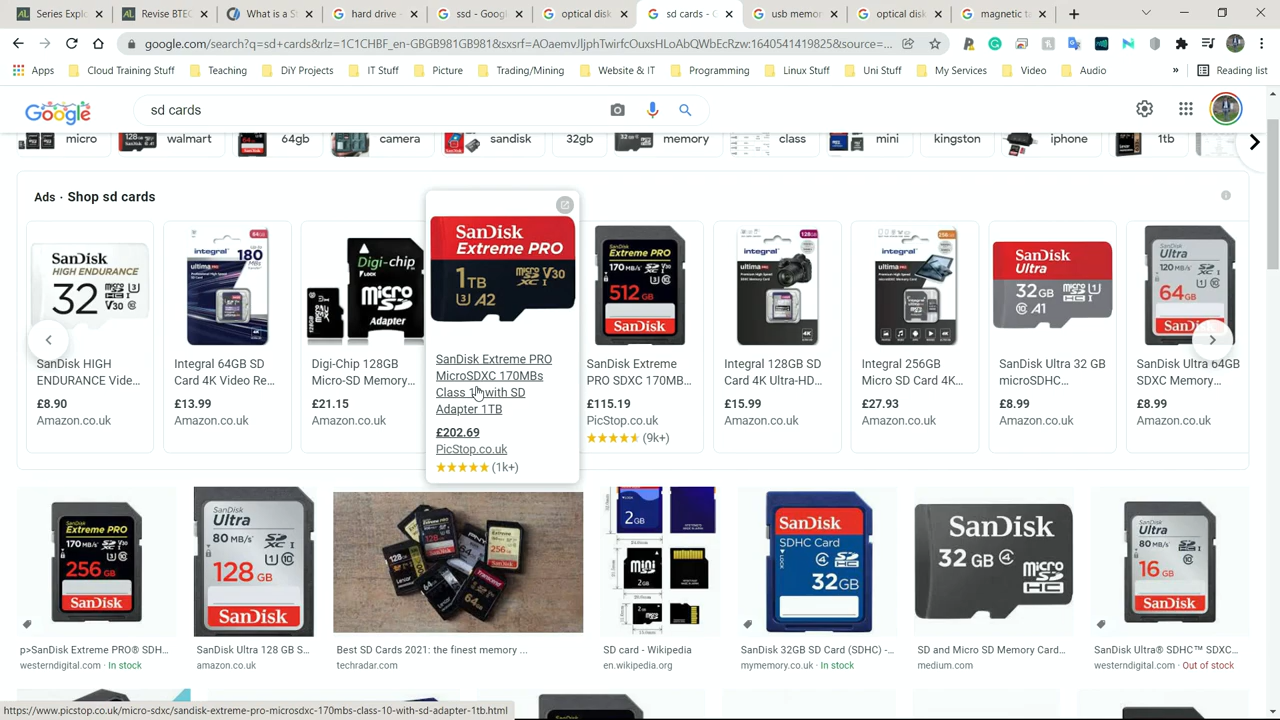 Revise BTEC
What is a S
hard drive -
ssd - Googl
optical disk
sd cards - G
usb memor
optical disk
magnetic ta
google.com/search?q=sd+cards&rlz=1C1CEBF_en-GBGB981GB981&source=
Apps
Cloud Training Stuff
Teaching
DiY Projects
IT Stuff
Picture
Trading/Mining
Website & IT
Programming
Linux Stuff
Uni Stuff
My Services
Video
Audio
»
Reading list
Google
sd cards
micro
walmart
64gb
camera
sandisk
32gb
memory
class
mini
kingston
iphone
1tb
Ads · Shop sd cards
SanDisk HIGH
ENDURANCE Vide...
£8.90
Amazon.co.uk
Integral 64GB SD
Card 4K Video Re...
£13.99
Amazon.co.uk
Digi-Chip 128GB
Micro-SD Memory...
£21.15
Amazon.co.uk
SanDisk Extreme PRO
MicroSDXC 170MBs
Class 10 with SD
Adapter 1TB
£202.69
PicStop.co.uk
(1k+)
SanDisk Extreme
PRO SDXC 170MB...
£115.19
PicStop.co.uk
(9k+)
Integral 128GB SD
Card 4K Ultra-HD...
£15.99
Amazon.co.uk
Integral 256GB
Micro SD Card 4K...
£27.93
Amazon.co.uk
SanDisk Ultra 32 GB
microSDHC...
£8.99
Amazon.co.uk
SanDisk Ultra 64GB
SDXC Memory...
£8.99
Amazon.co.uk
p>SanDisk Extreme PRO® SDH...
westerndigital.com · In stock
SanDisk Ultra 128 GB S...
amazon.co.uk
Best SD Cards 2021: the finest memory ...
techradar.com
SD card - Wikipedia
en.wikipedia.org
SanDisk 32GB SD Card (SDHC) -...
mymemory.co.uk · In stock
SD and Micro SD Memory Card...
medium.com
SanDisk Ultra® SDHC™ SDXC...
westerndigital.com · Out of stock
https://www.picstop.co.uk/micro-sdxc/sandisk-extreme-pro-microsdxc-170mbs-class-10-with-sd-adapter-1tb.html